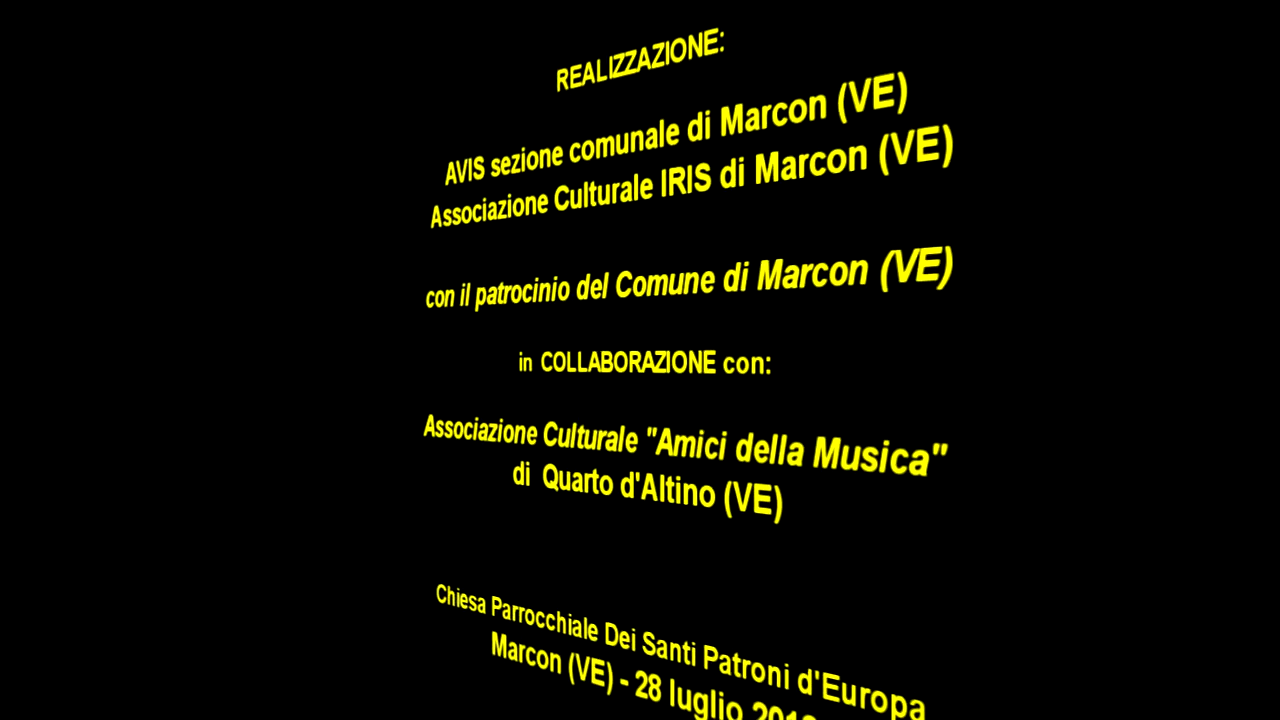 REALIZZAZIONE:
AVIS sezione comunale di Marcon (VE)
Associazione Culturale IRIS di Marcon (VE)
con il patrocinio del Comune di Marcon (VE)
in COLLABORAZIONE con:
Associazione Culturale "Amici della Musica"
di Quarto d'Altino (VE)
Chiesa Parrocchiale Dei Santi Patroni d'Europa
Marcon (VE) - 28 luglio